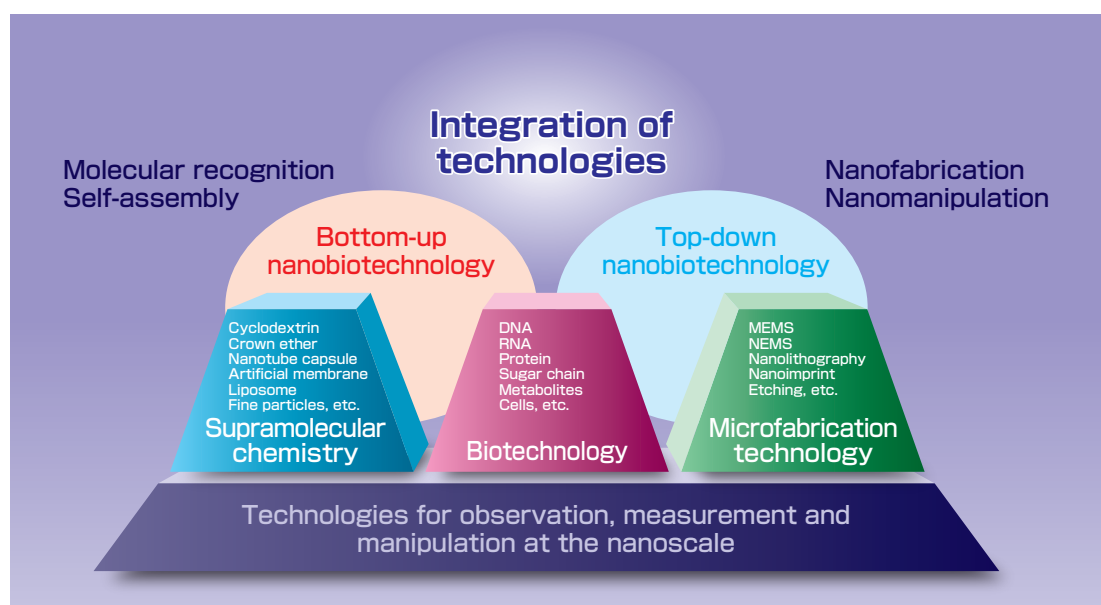 Integration of
technologies
Molecular recognition
Self-assembly
Nanofabrication
Nanomanipulation
Bottom-up
nanobiotechnology
Top-down
nanobiotechnology
Cyclodextrin
Crown ether
Nanotube capsule
Artificial membrane
Liposome
Fine particles, etc.
Supramolecular
chemistry
DNA
RNA
Protein
Sugar chain
Metabolites
Cells, etc.
Biotechnology
MEMS
NEMS
Nanolithography
Nanoimprint
Etching, etc.
Microfabrication
technology
Technologies for observation, measurement and
manipulation at the nanoscale